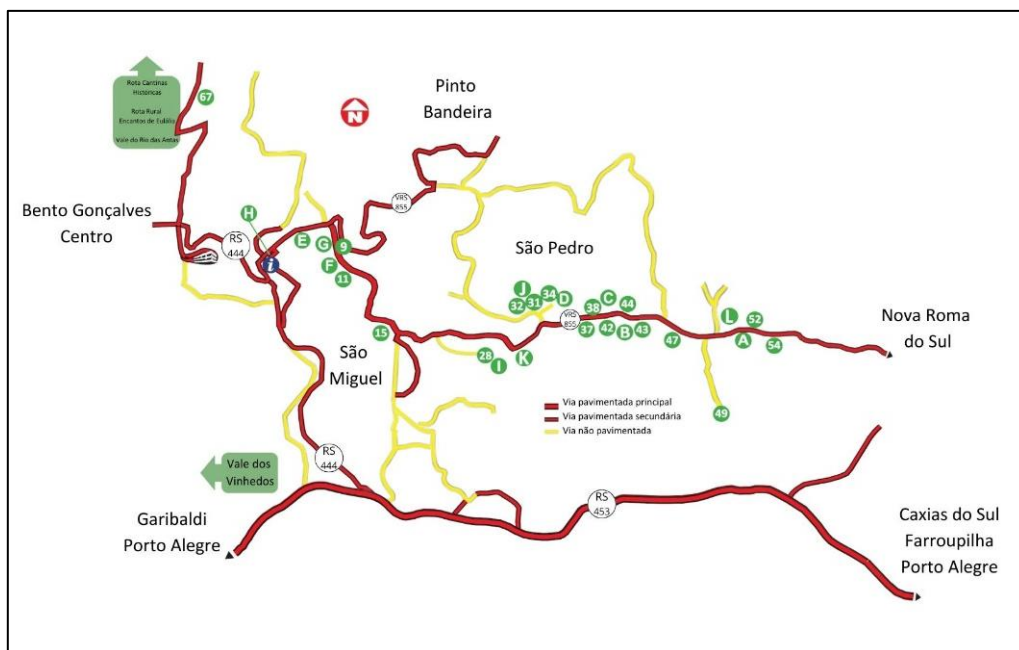 Rota Cantinas
Históricas
Rota Rural
Encantos de Eulália
Vale do Rio das Antas
67
N
Pinto
Bandeira
VRS
855
Bento Gonçalves
Centro
H
RS
444
i
E
G
9
F
11
São Pedro
J
34
D
32
31
C
38
44
VRS
855
37
42
B
43
15
47
L
52
A
54
Nova Roma
do Sul
28
I
K
São
Miguel
49
Via pavimentada principal
Via pavimentada secundária
Via não pavimentada
RS
444
Vale dos
Vinhedos
RS
453
Garibaldi
Porto Alegre
Caxias do Sul
Farroupilha
Porto Alegre